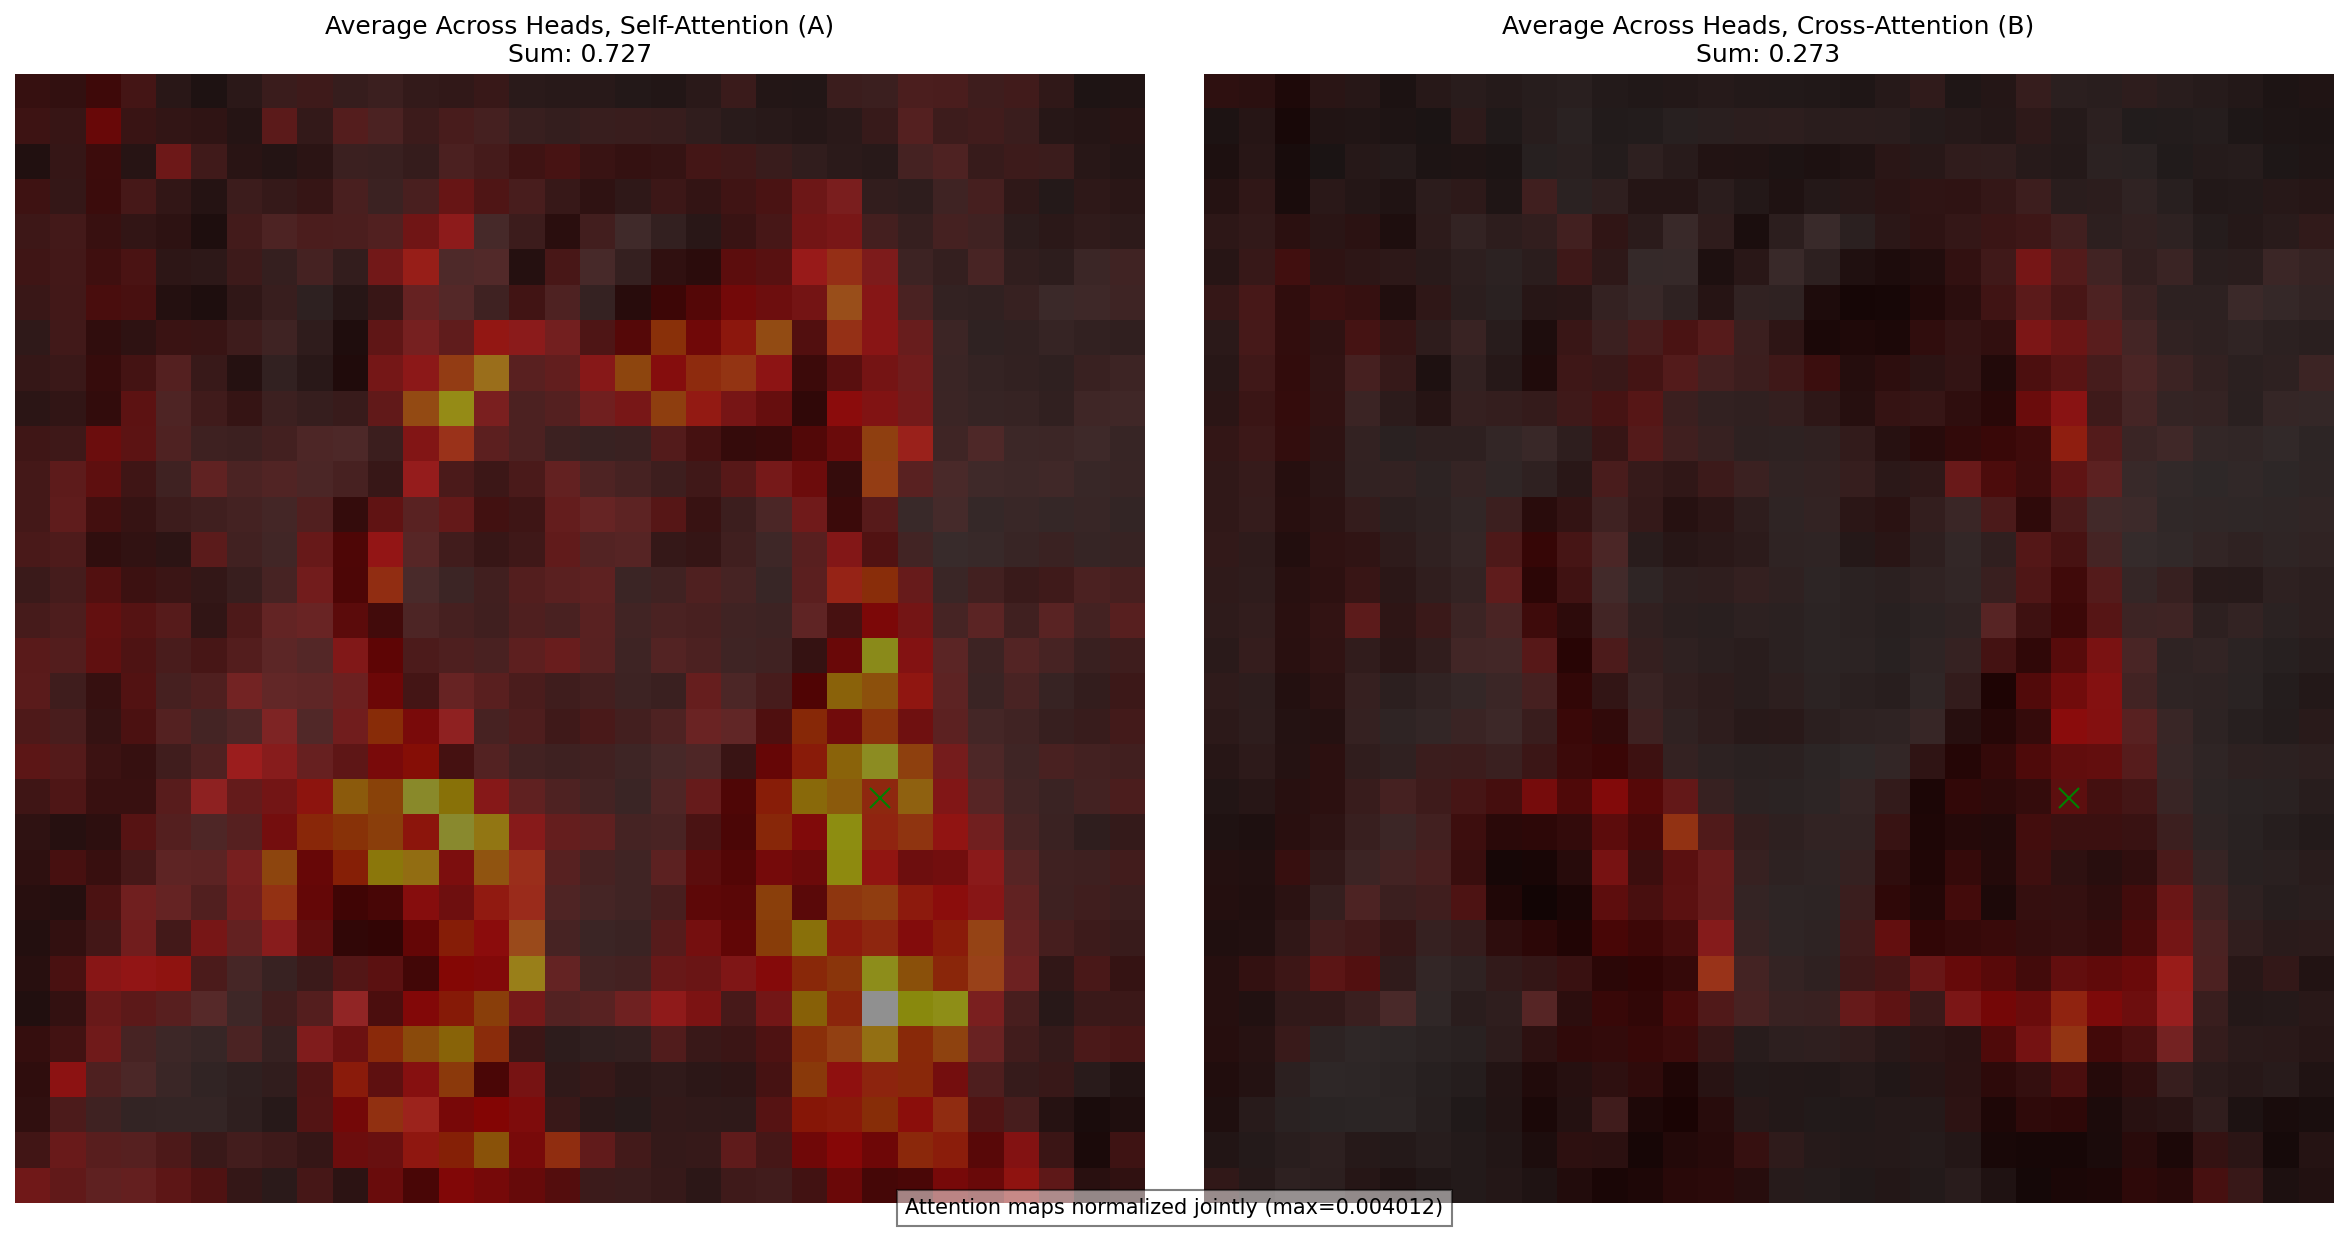 Average Across Heads, Self-Attention (A)
Sum: 0.727
Average Across Heads, Cross-Attention (B)
Sum: 0.273
Attention maps normalized jointly (max=0.004012)